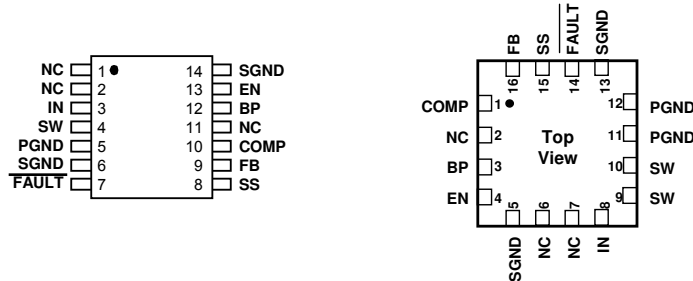 NC 1 14 SGND
NC 2 13 EN
IN 3 12 BP
SW 4 11 NC
PGND 5 10 COMP
SGND 6 9 FB
FAULT 7 8 SS
FB SS FAULT SGND
16 15 14 13
COMP 1 12 PGND
NC 2 Top 11 PGND
BP 3 View 10 SW
EN 4 9 SW
5 6 7 8
SGND NC NC IN